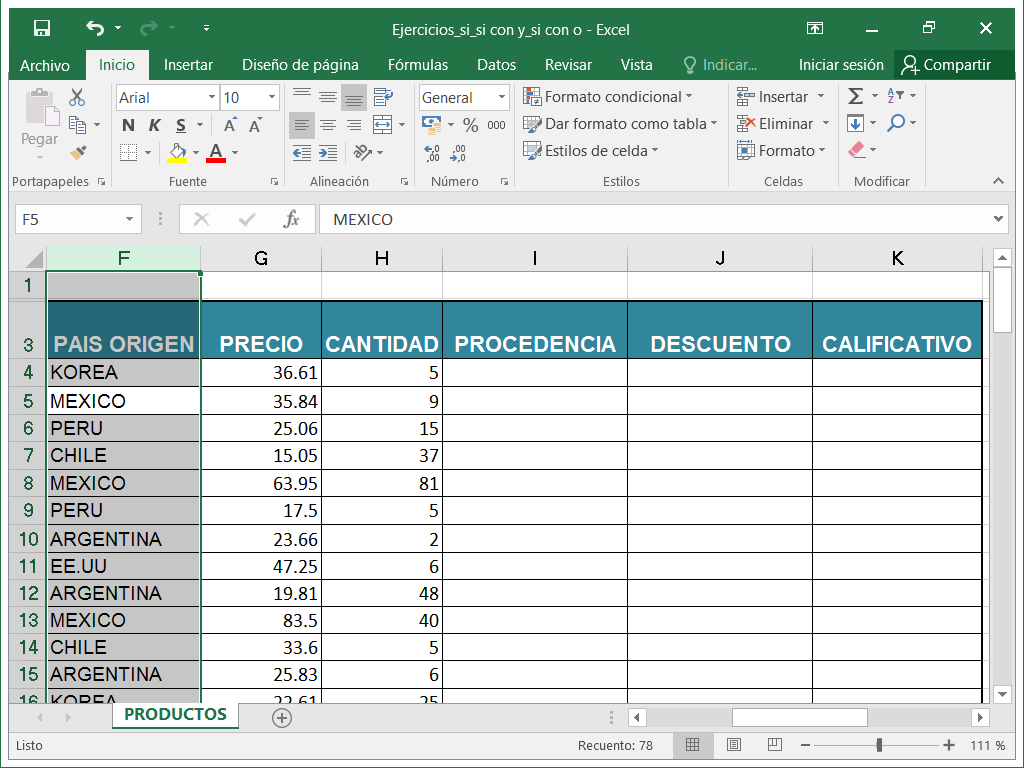 Ejercicios_si_si con y_si con o - Excel
Archivo Inicio Insertar Diseño de página Fórmulas Datos Revisar Vista Indicar... Iniciar sesión Compartir
Pegar
Arial 10
N K S A A
A
General
% 000
Formato condicional
Dar formato como tabla
Estilos de celda
Insertar
Eliminar
Formato
Portapapeles Fuente Alineación Número Estilos Celdas Modificar
F5 fx MEXICO
F G H I J K
1
3 PAIS ORIGEN PRECIO CANTIDAD PROCEDENCIA DESCUENTO CALIFICATIVO
4 KOREA 36.61 5
5 MEXICO 35.84 9
6 PERU 25.06 15
7 CHILE 15.05 37
8 MEXICO 63.95 81
9 PERU 17.5 5
10 ARGENTINA 23.66 2
11 EE.UU 47.25 6
12 ARGENTINA 19.81 48
13 MEXICO 83.5 40
14 CHILE 33.6 5
15 ARGENTINA 25.83 6
16 KOREA 22.61 25
PRODUCTOS
Listo Recuento: 78 111 %